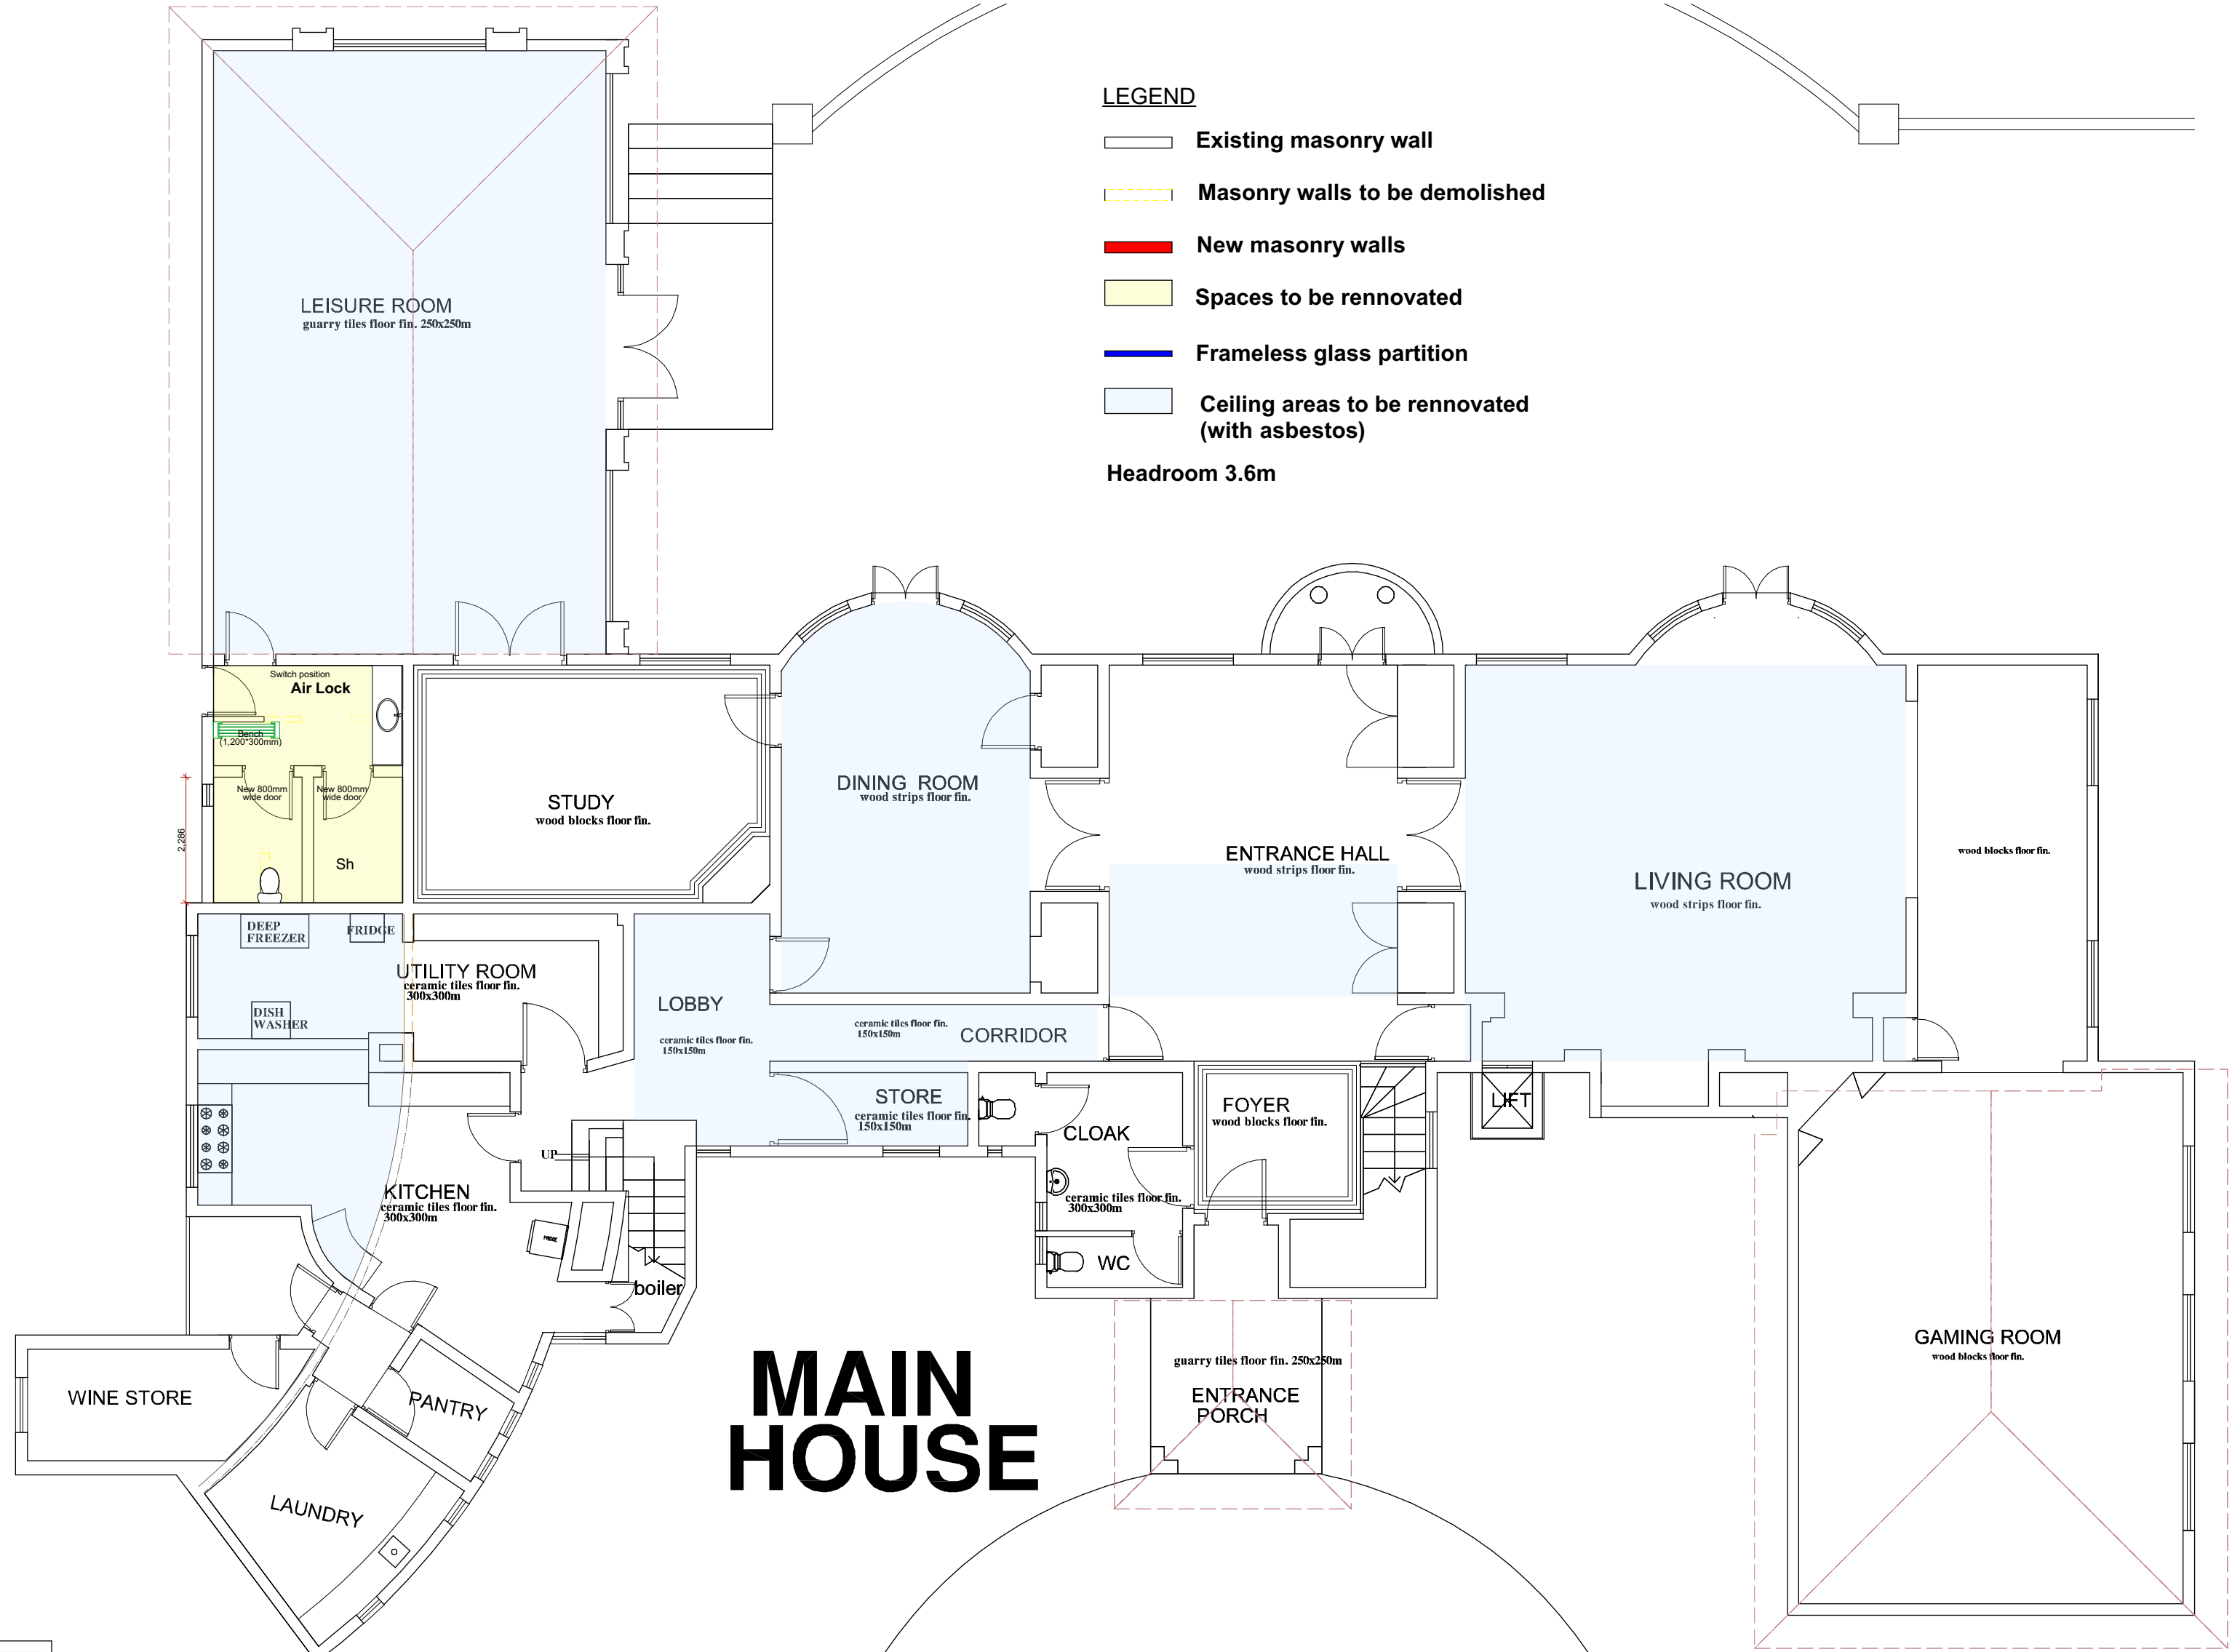 LEGEND
Existing masonry wall
Masonry walls to be demolished
New masonry walls
Spaces to be rennovated
Frameless glass partition
Ceiling areas to be rennovated
(with asbestos)
Headroom 3.6m
LEISURE ROOM
guarry tiles floor fin. 250x250m
Switch position
Air Lock
Bench
(1,200*300mm)
New 800mm
wide door
New 800mm
wide door
2,286
Sh
STUDY
wood blocks floor fin.
DINING ROOM
wood strips floor fin.
ENTRANCE HALL
wood strips floor fin.
LIVING ROOM
wood strips floor fin.
wood blocks floor fin.
DEEP
FREEZER
FRIDGE
UTILITY ROOM
ceramic tiles floor fin.
300x300m
DISH
WASHER
LOBBY
ceramic tiles floor fin.
150x150m
ceramic tiles floor fin.
150x150m
CORRIDOR
STORE
ceramic tiles floor fin.
150x150m
CLOAK
ceramic tiles floor fin.
300x300m
WC
FOYER
wood blocks floor fin.
LIFT
UP
KITCHEN
ceramic tiles floor fin.
300x300m
boiler
WINE STORE
PANTRY
LAUNDRY
MAIN
HOUSE
guarry tiles floor fin. 250x250m
ENTRANCE
PORCH
GAMING ROOM
wood blocks floor fin.